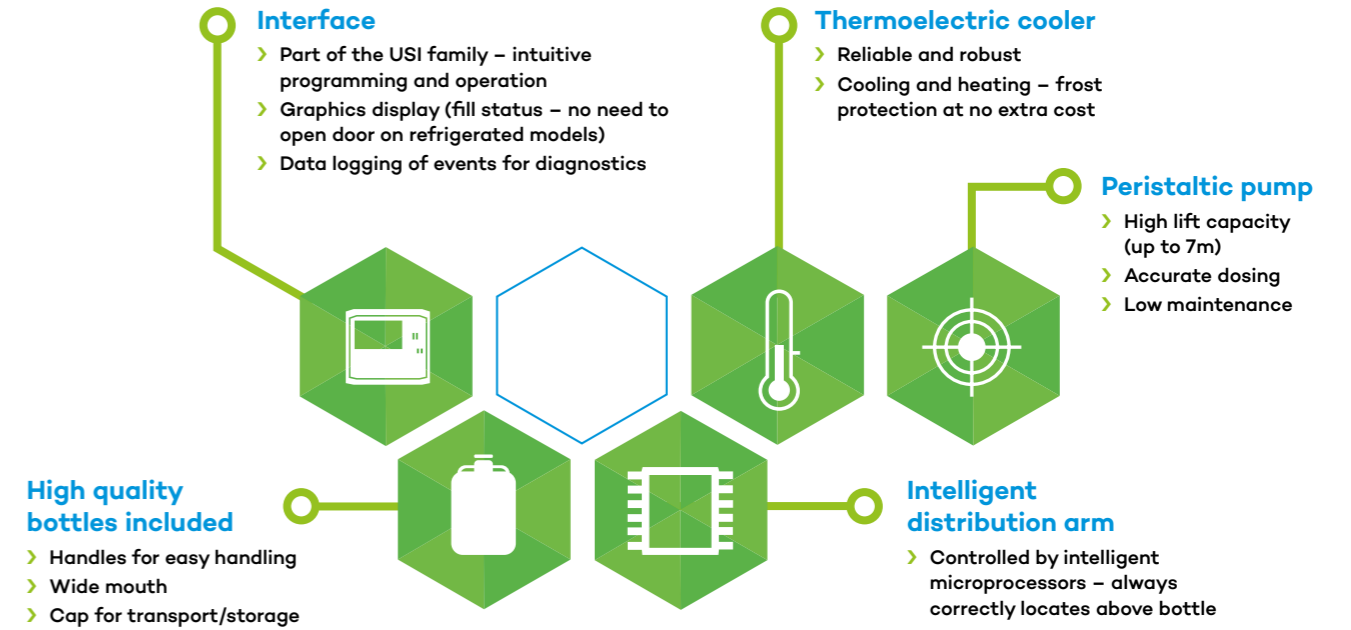 Interface
› Part of the USI family – intuitive
programming and operation
› Graphics display (fill status – no need to
open door on refrigerated models)
› Data logging of events for diagnostics
Thermoelectric cooler
› Reliable and robust
› Cooling and heating – frost
protection at no extra cost
Peristaltic pump
› High lift capacity
(up to 7m)
› Accurate dosing
› Low maintenance
High quality
bottles included
› Handles for easy handling
› Wide mouth
› Cap for transport/storage
Intelligent
distribution arm
› Controlled by intelligent
microprocessors – always
correctly locates above bottle